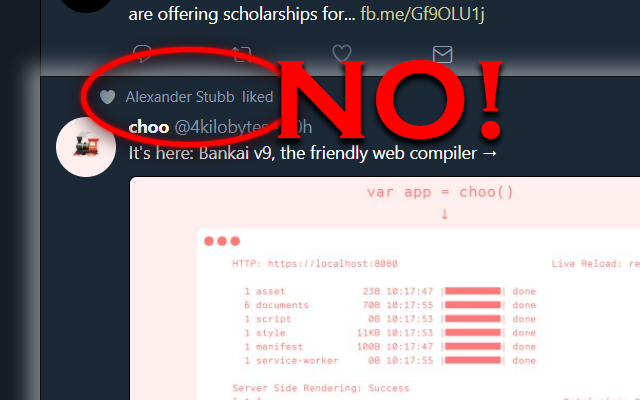 are offering scholarships for... fb.me/Gf9OLU1j
NO!
Alexander Stubb liked
choo @4kilobytes
It's here: Bankai v9, the friendly web compiler →
var app = choo()
↓
HTTP: https://localhost:8080 Live Reload: re
1 asset 23B 10:17:47 | | done
6 documents 70B 10:17:55 | | done
1 script 0B 10:17:53 | | done
1 style 11KB 10:17:53 | | done
1 manifest 100B 10:17:47 | | done
1 service-worker 0B 10:17:55 | | done
Server Side Rendering: Success